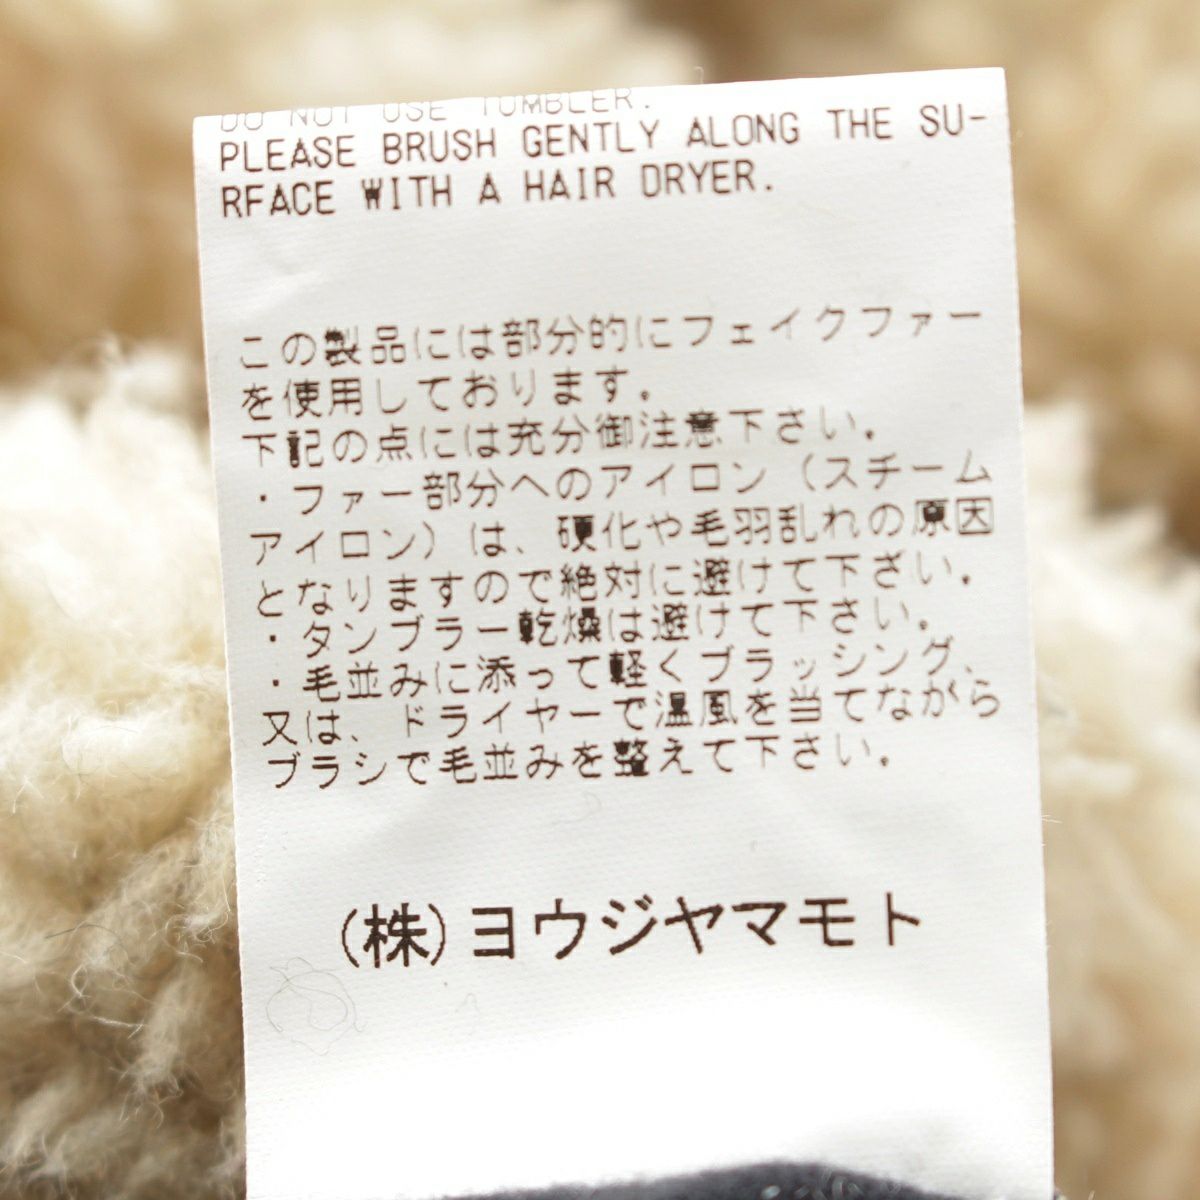 DO NOT USE TUMBLER.
PLEASE BRUSH GENTLY ALONG THE SU-
RFACE WITH A HAIR DRYER.
この製品には部分的にフェイクファー
を使用しております。
下記の点には充分御注意下さい。
・ファー部分へのアイロン（スチーム
アイロン）は、硬化や毛羽乱れの原因
となりますので絶対に避けて下さい。
・タンブラー乾燥は避けて下さい。
・毛並みに添って軽くブラッシング、
又は、ドライヤーで温風を当てながら
ブラシで毛並みを整えて下さい。
(株)ヨウジヤマモト